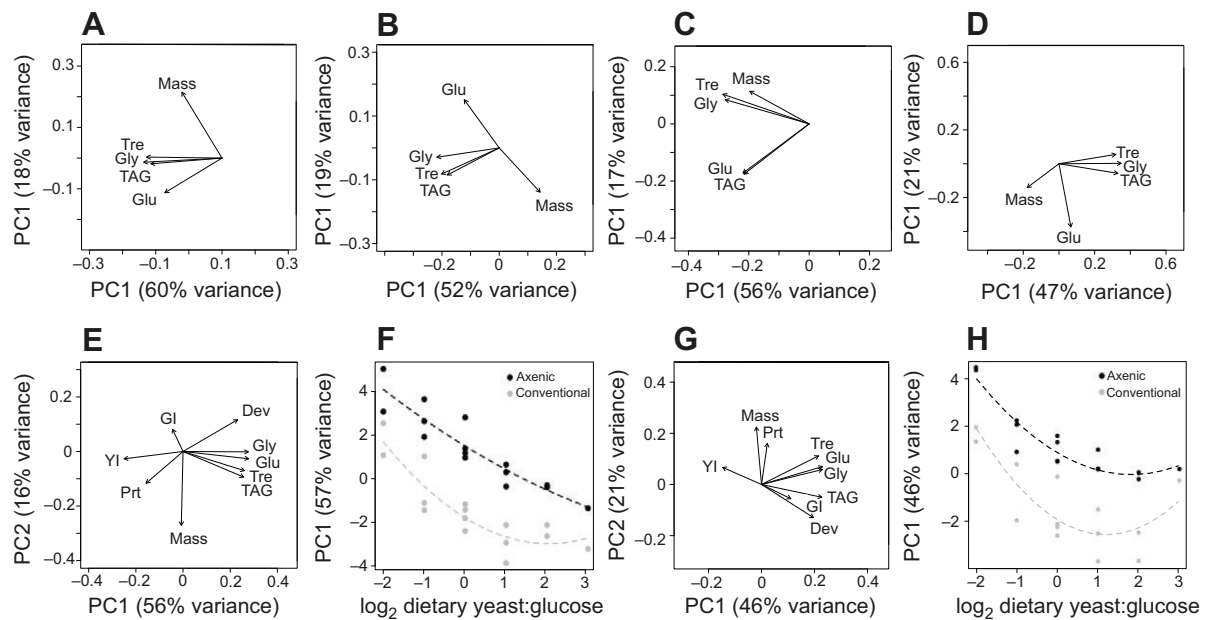 A
PC1 (18% variance)
0.3
0.1
–0.1
Mass
Tre
Gly
TAG
Glu
–0.3
–0.1
0.1
0.3
PC1 (60% variance)
B
PC1 (19% variance)
0.3
0.1
–0.1
–0.3
Glu
Gly
Tre
TAG
Mass
–0.2
0
0.2
PC1 (52% variance)
C
PC1 (17% variance)
0.2
0
–0.2
–0.4
Tre
Mass
Gly
Glu
TAG
–0.4
–0.2
0
0.2
PC1 (56% variance)
D
PC1 (21% variance)
0.6
0.2
–0.2
Tre
Gly
TAG
Mass
Glu
–0.2
0.2
0.6
PC1 (47% variance)
E
PC2 (16% variance)
0.2
0
–0.2
–0.4
GI
Dev
YI
Gly
Glu
Tre
TAG
Prt
Mass
–0.4
–0.2
0
0.2
0.4
PC1 (56% variance)
F
PC1 (57% variance)
4
2
0
–2
–4
Axenic
Conventional
–2
–1
0
1
2
3
log2 dietary yeast:glucose
G
PC2 (21% variance)
0.4
0.2
0
–0.2
Mass
Prt
YI
Tre
Glu
Gly
TAG
GI
Dev
–0.2
0
0.2
0.4
PC1 (46% variance)
H
PC1 (46% variance)
4
2
0
–2
Axenic
Conventional
–2
–1
0
1
2
3
log2 dietary yeast:glucose